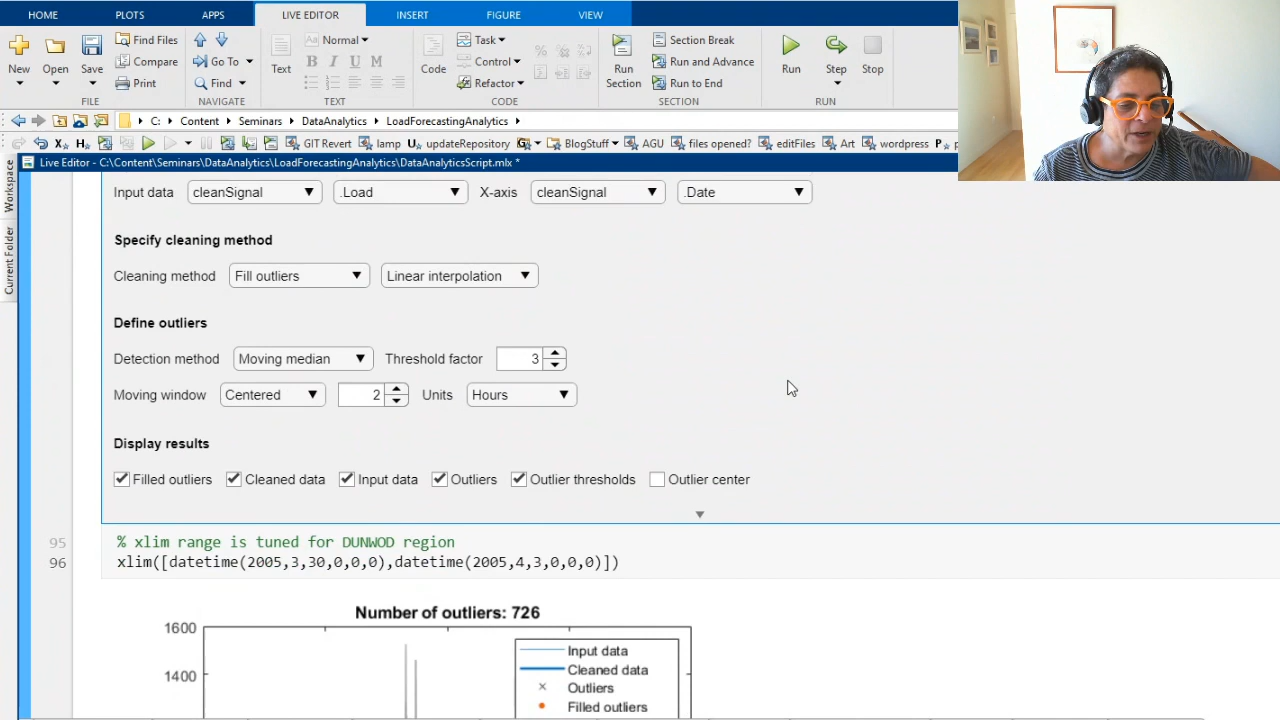 HOME PLOTS APPS LIVE EDITOR INSERT FIGURE VIEW
New Open Save Find Files Compare Print
FILE
Go To Find
NAVIGATE
Text Normal B I U M
TEXT
Code Task Control Refactor
CODE
Run Section Section Break Run and Advance Run to End
SECTION
Run Step Stop
RUN
C: Content Seminars DataAnalytics LoadForecastingAnalytics
GIT Revert lamp updateRepository BlogStuff AGU files opened? editFiles Art wordpress
Live Editor - C:\Content\Seminars\DataAnalytics\LoadForecastingAnalytics\DataAnalyticsScript.mlx *
Workspace
Current Folder
Input data cleanSignal .Load X-axis cleanSignal .Date
Specify cleaning method
Cleaning method Fill outliers Linear interpolation
Define outliers
Detection method Moving median Threshold factor 3
Moving window Centered 2 Units Hours
Display results
Filled outliers Cleaned data Input data Outliers Outlier thresholds Outlier center
95 % xlim range is tuned for DUNWOD region
96 xlim([datetime(2005,3,30,0,0,0),datetime(2005,4,3,0,0,0)])
Number of outliers: 726
1600
1400
Input data
Cleaned data
Outliers
Filled outliers